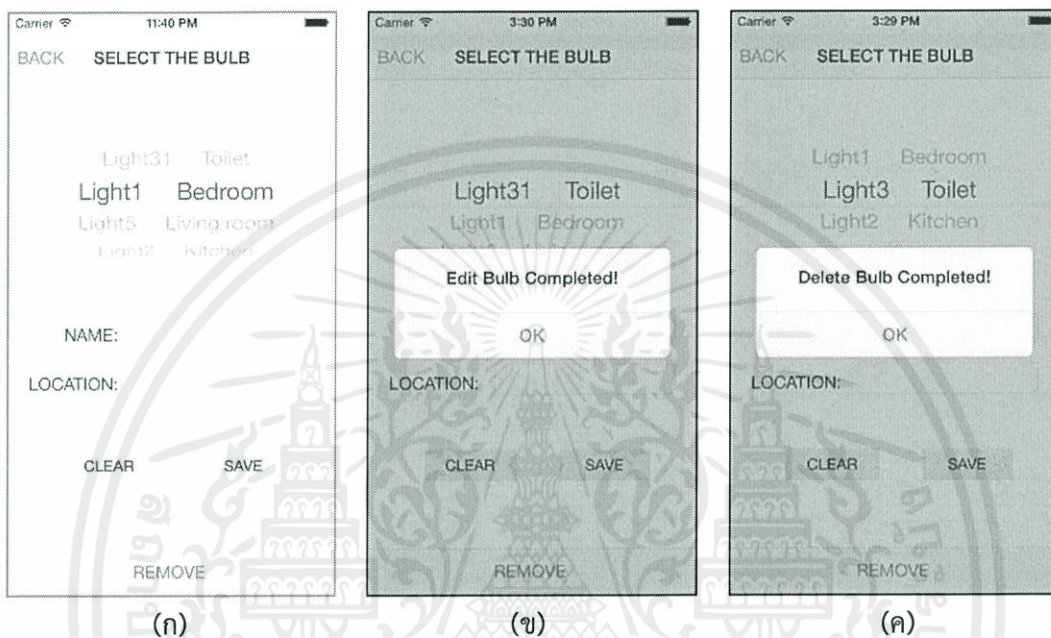 Carrier 11:40 PM
BACK SELECT THE BULB
Light31 Toilet
Light1 Bedroom
Light5 Living room
Light2 Kitchen
NAME:
LOCATION:
CLEAR SAVE
REMOVE
(ก)
Carrier 3:30 PM
BACK SELECT THE BULB
Light31 Toilet
Light1 Bedroom
Edit Bulb Completed!
OK
LOCATION:
CLEAR SAVE
REMOVE
(ข)
Carrier 3:29 PM
BACK SELECT THE BULB
Light1 Bedroom
Light3 Toilet
Light2 Kitchen
Delete Bulb Completed!
OK
LOCATION:
CLEAR SAVE
REMOVE
(ค)